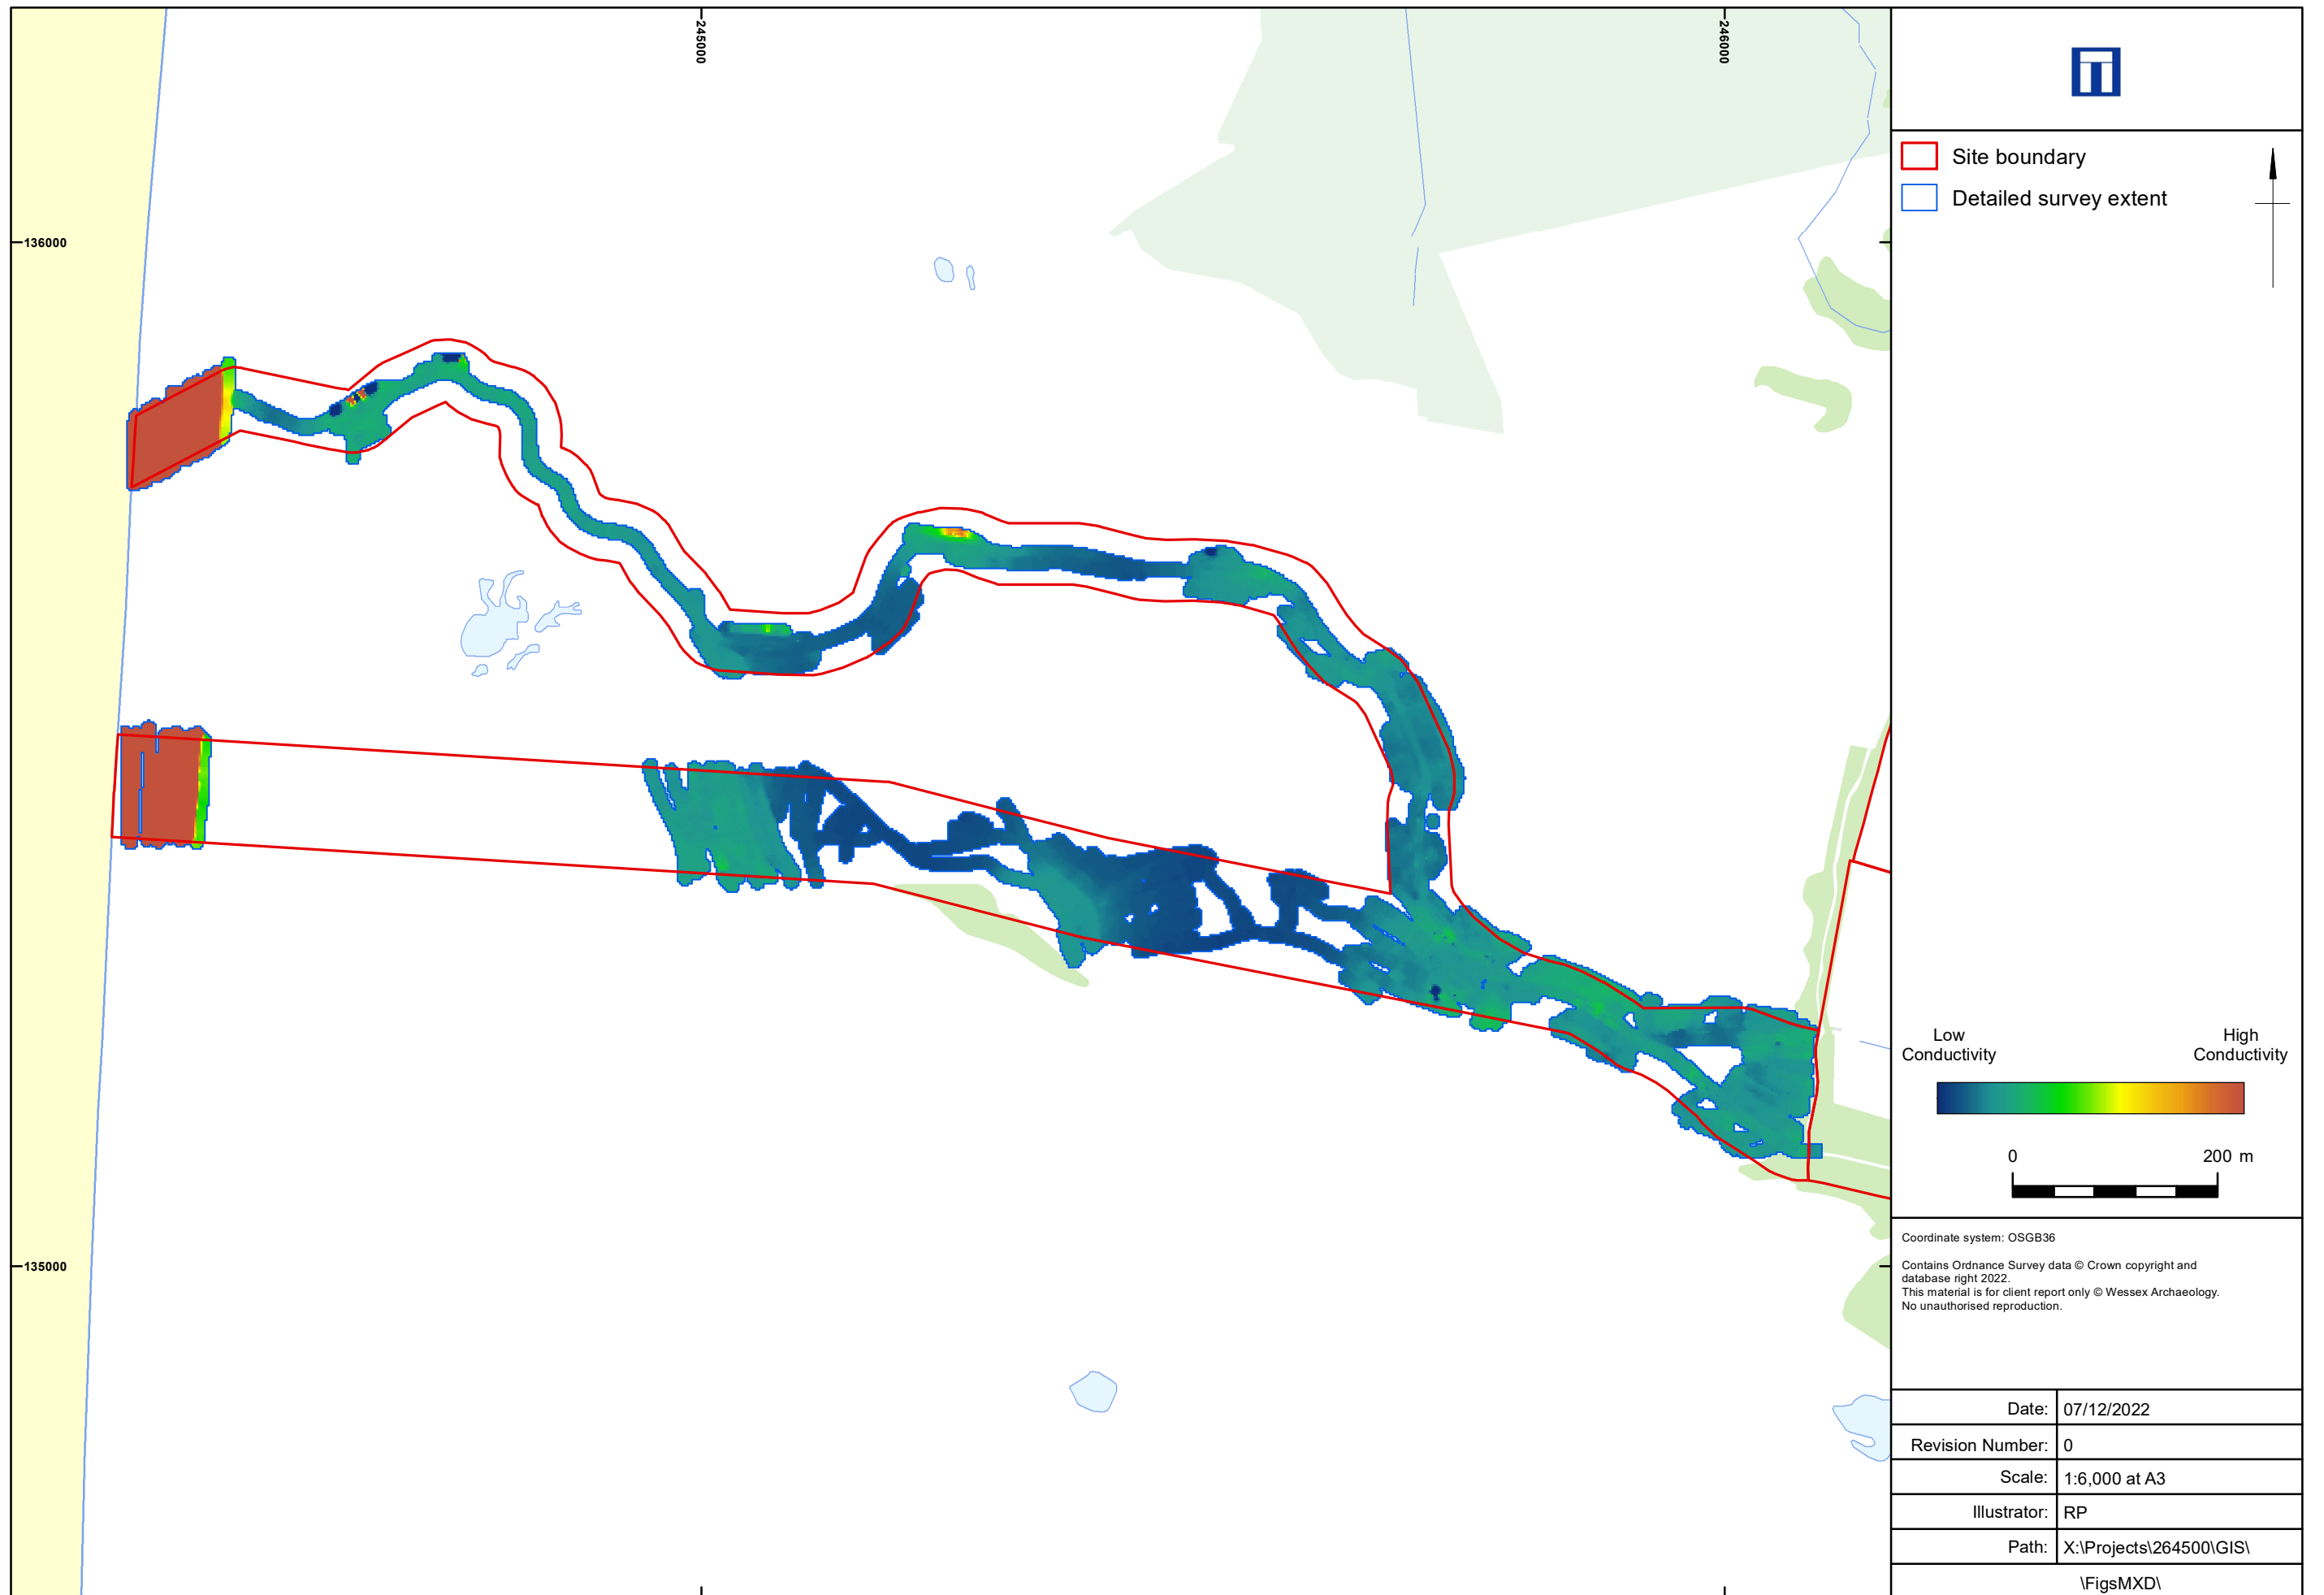 245000
246000
136000
135000
Site boundary
Detailed survey extent
Low
Conductivity
High
Conductivity
0
200 m
Coordinate system: OSGB36
Contains Ordnance Survey data © Crown copyright and
database right 2022.
This material is for client report only © Wessex Archaeology.
No unauthorised reproduction.
Date: 07/12/2022
Revision Number: 0
Scale: 1:6,000 at A3
Illustrator: RP
Path: X:\Projects\264500\GIS\
\FigsMXD\